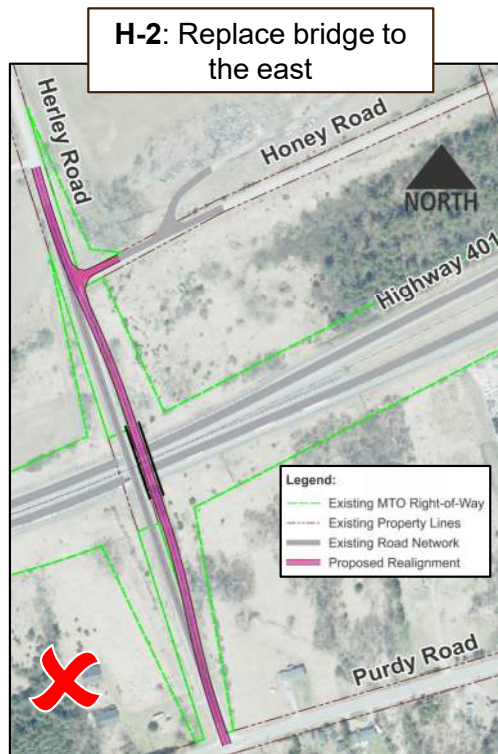 H-2: Replace bridge to
the east
Herley Road
Honey Road
NORTH
Highway 401
Legend:
Existing MTO Right-of-Way
Existing Property Lines
Existing Road Network
Proposed Realignment
Purdy Road